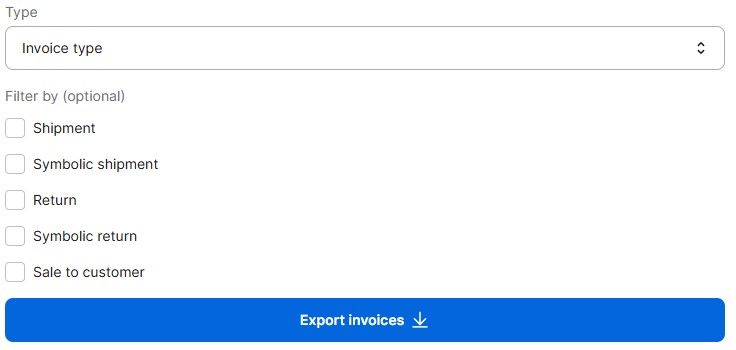 Type
Invoice type
Filter by (optional)
Shipment
Symbolic shipment
Return
Symbolic return
Sale to customer
Export invoices